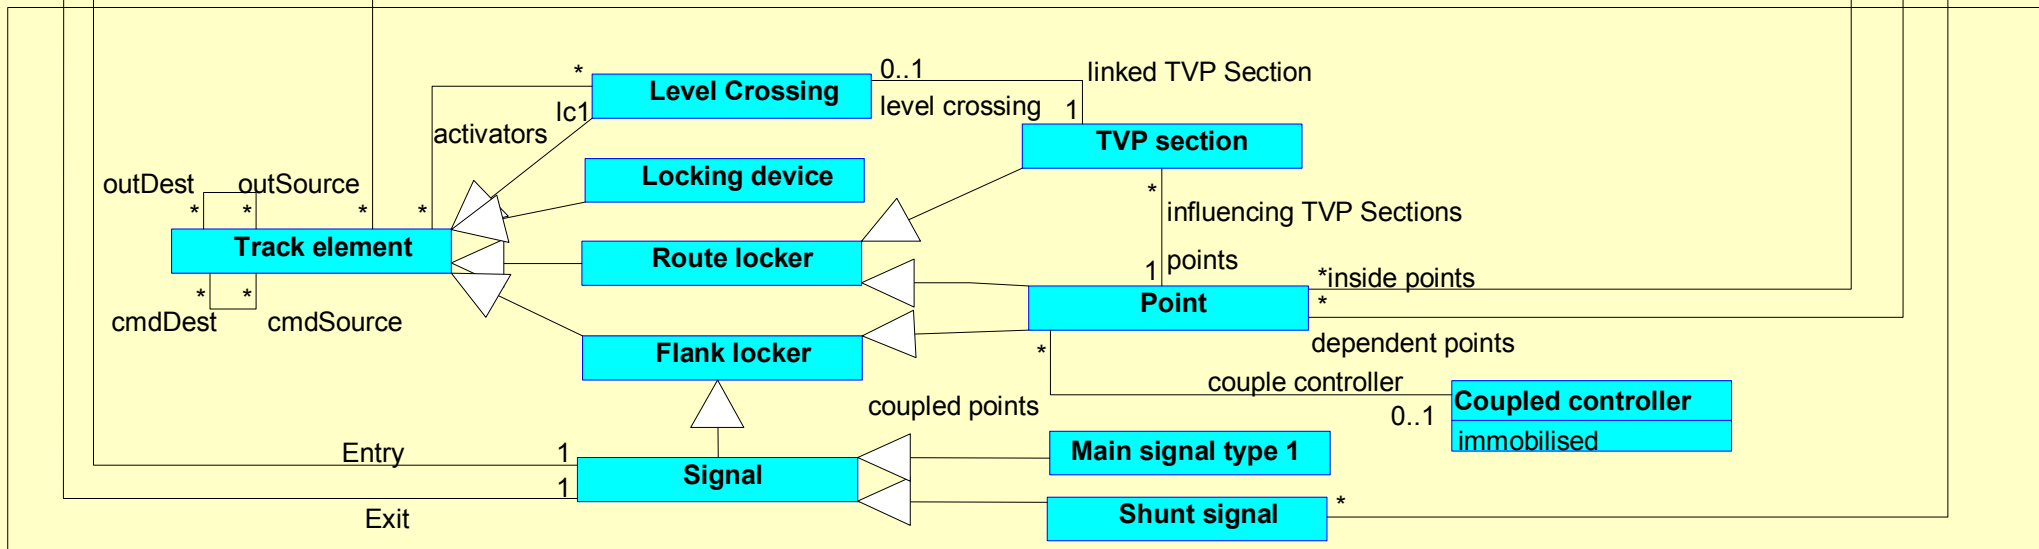 * 0..1 linked TVP Section
Level Crossing
lc1 level crossing 1
activators
TVP section
Locking device
outDest outSource
* * * * *
influencing TVP Sections
Track element Route locker 1 points
*inside points
* * Point *
cmdDest cmdSource
dependent points
Flank locker *
couple controller
coupled points 0..1 Coupled controller
immobilised
Entry 1 Main signal type 1
Signal
1
Exit Shunt signal *